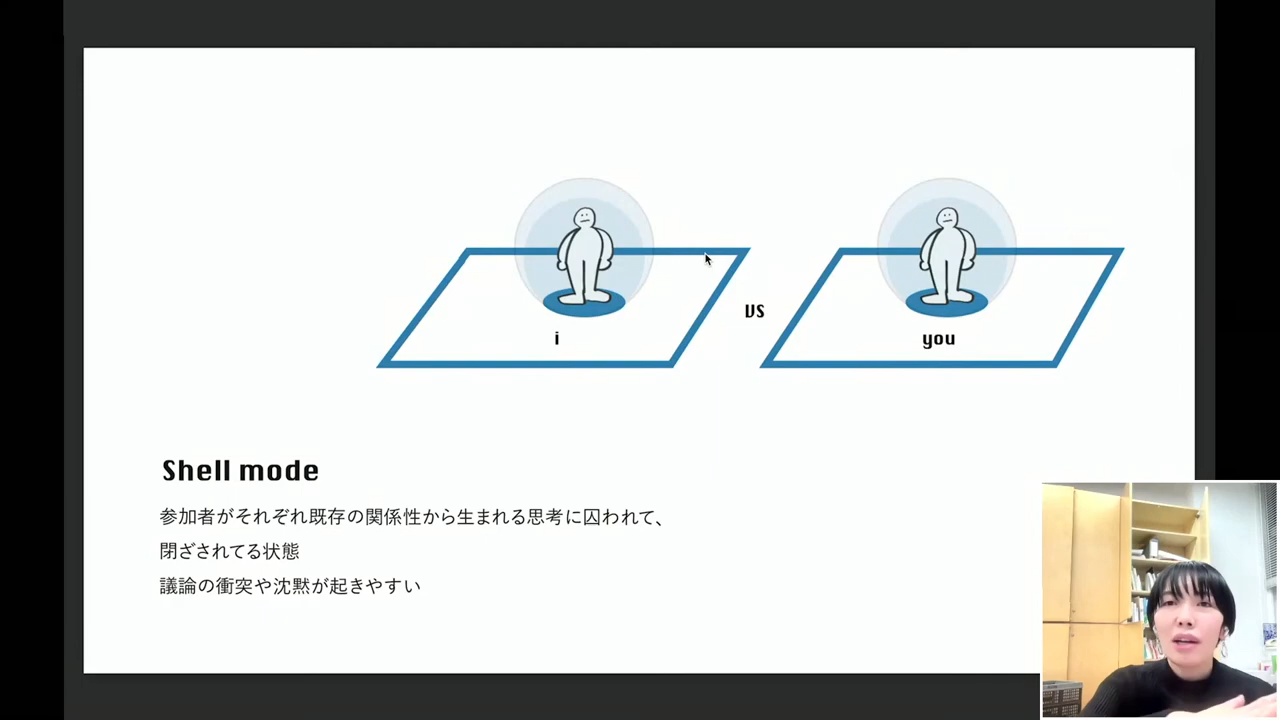 i
vs
you
Shell mode
参加者がそれぞれ既存の関係性から生まれる思考に囚われて、
閉ざされてる状態
議論の衝突や沈黙が起きやすい